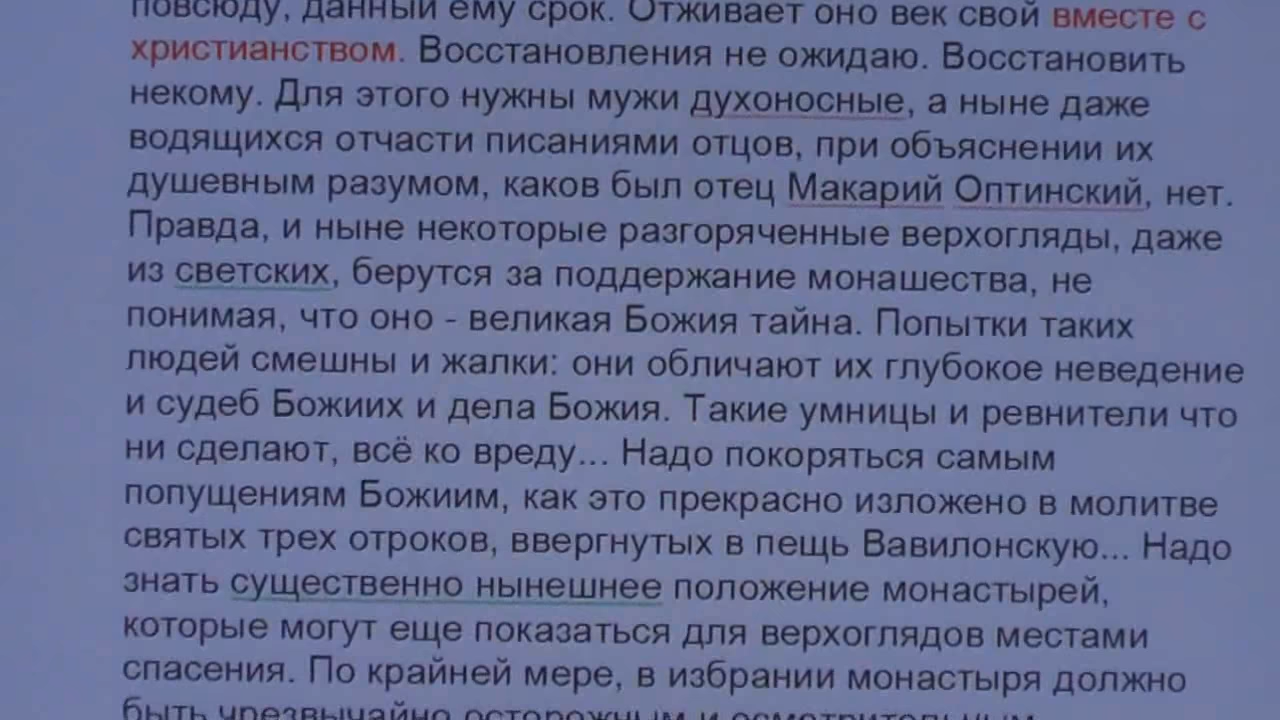 повсюду, данный ему срок. Отживает оно век свой вместе с
христианством. Восстановления не ожидаю. Восстановить
некому. Для этого нужны мужи духоносные, а ныне даже
водящихся отчасти писаниями отцов, при объяснении их
душевным разумом, каков был отец Макарий Оптинский, нет.
Правда, и ныне некоторые разгоряченные верхогляды, даже
из светских, берутся за поддержание монашества, не
понимая, что оно - великая Божия тайна. Попытки таких
людей смешны и жалки: они обличают их глубокое неведение
и судеб Божиих и дела Божия. Такие умницы и ревнители что
ни сделают, всё ко вреду... Надо покоряться самым
попущениям Божиим, как это прекрасно изложено в молитве
святых трех отроков, ввергнутых в пещь Вавилонскую... Надо
знать существенно нынешнее положение монастырей,
которые могут еще показаться для верхоглядов местами
спасения. По крайней мере, в избрании монастыря должно
быть чрезвычайно осторожным и осмотрительным